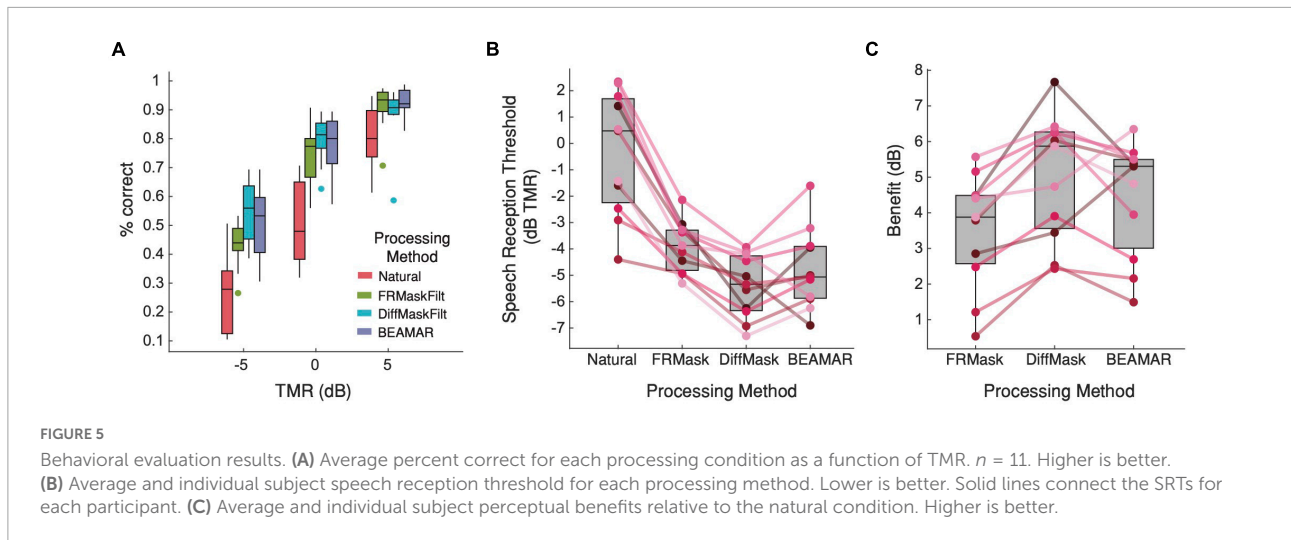 A
B
C
% correct
1
0.9
0.8
0.7
0.6
0.5
0.4
0.3
0.2
0.1
-5
0
5
TMR (dB)
Processing
Method
Natural
FRMaskFilt
DiffMaskFilt
BEAMAR
Speech Reception Threshold
(dB TMR)
2
1
0
-1
-2
-3
-4
-5
-6
-7
Natural
FRMask
DiffMask
BEAMAR
Processing Method
Benefit (dB)
8
7
6
5
4
3
2
1
0
FRMask
DiffMask
BEAMAR
Processing Method
FIGURE 5
Behavioral evaluation results. (A) Average percent correct for each processing condition as a function of TMR. n = 11. Higher is better.
(B) Average and individual subject speech reception threshold for each processing method. Lower is better. Solid lines connect the SRTs for
each participant. (C) Average and individual subject perceptual benefits relative to the natural condition. Higher is better.